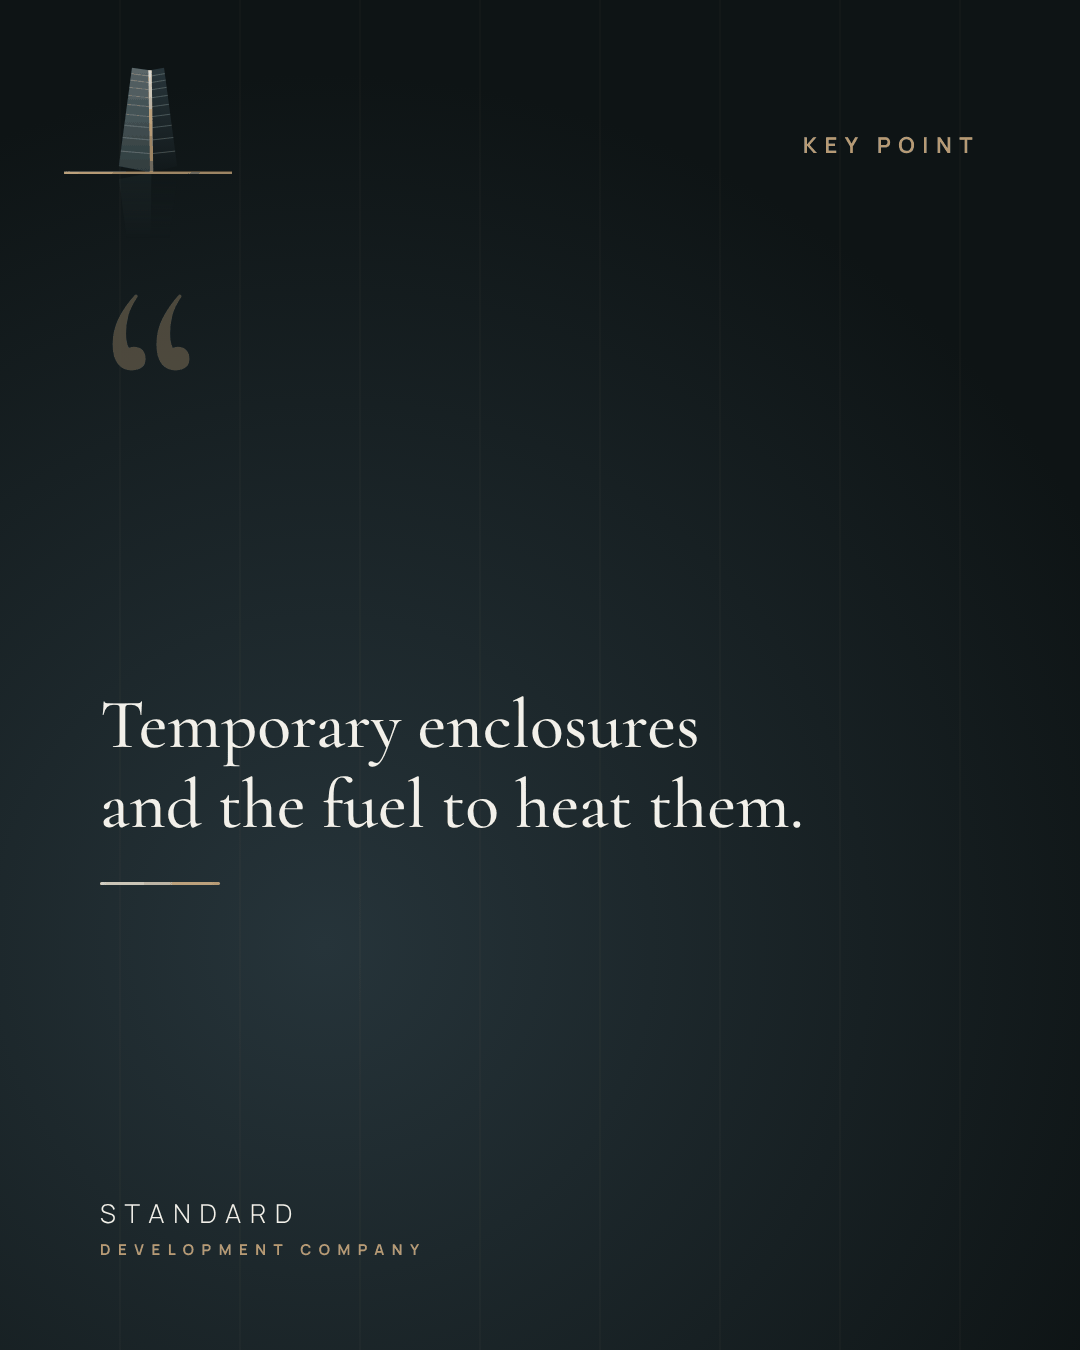 KEY POINT
“
Temporary enclosures
and the fuel to heat them.
STANDARD
DEVELOPMENT COMPANY